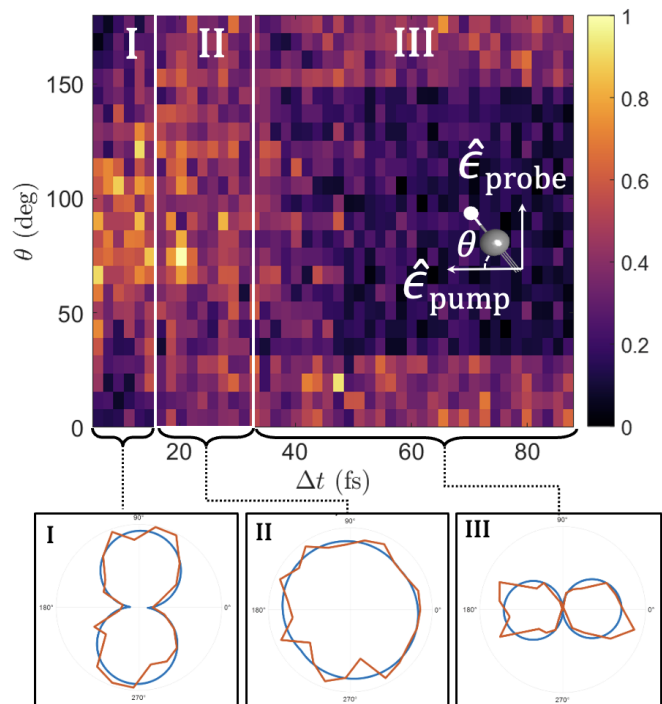 I II III
1
150
0.8
ε̂probe
θ (deg)
100
0.6
θ
0.4
ε̂pump
50
0.2
0
0
20 40 60 80
Δt (fs)
I
90°
180°
0°
270°
II
90°
180°
0°
270°
III
90°
180°
0°
270°